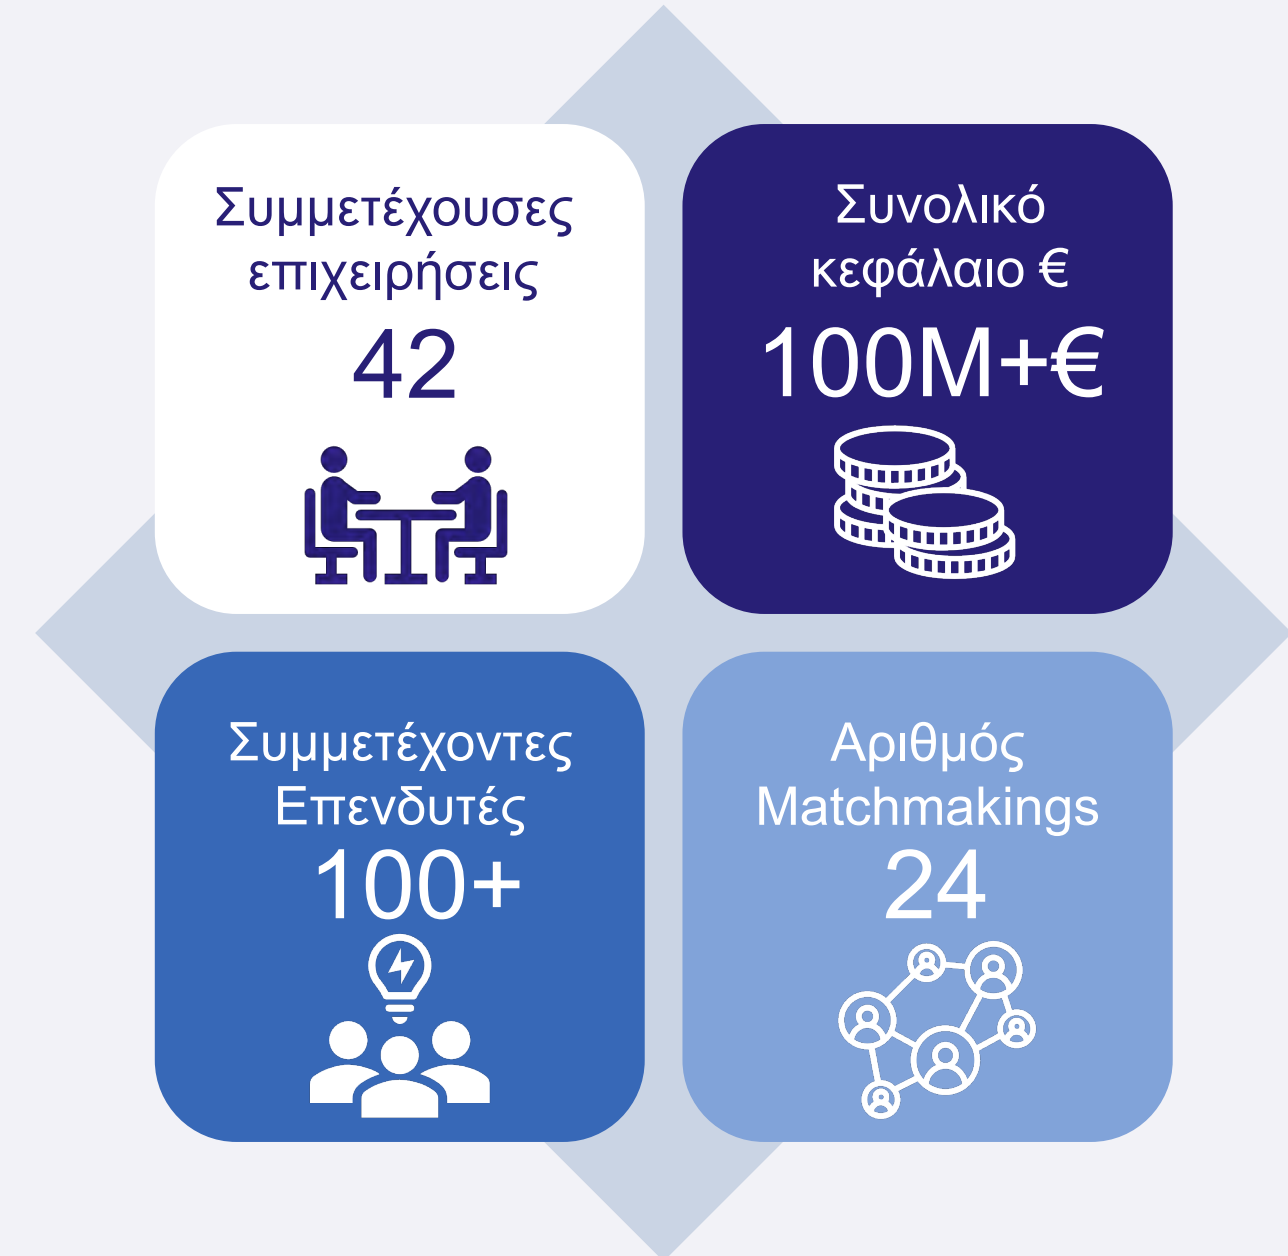 Συμμετέχουσες
επιχειρήσεις
42
Συνολικό
κεφάλαιο €
100M+€
Συμμετέχοντες
Επενδυτές
100+
Αριθμός
Matchmakings
24